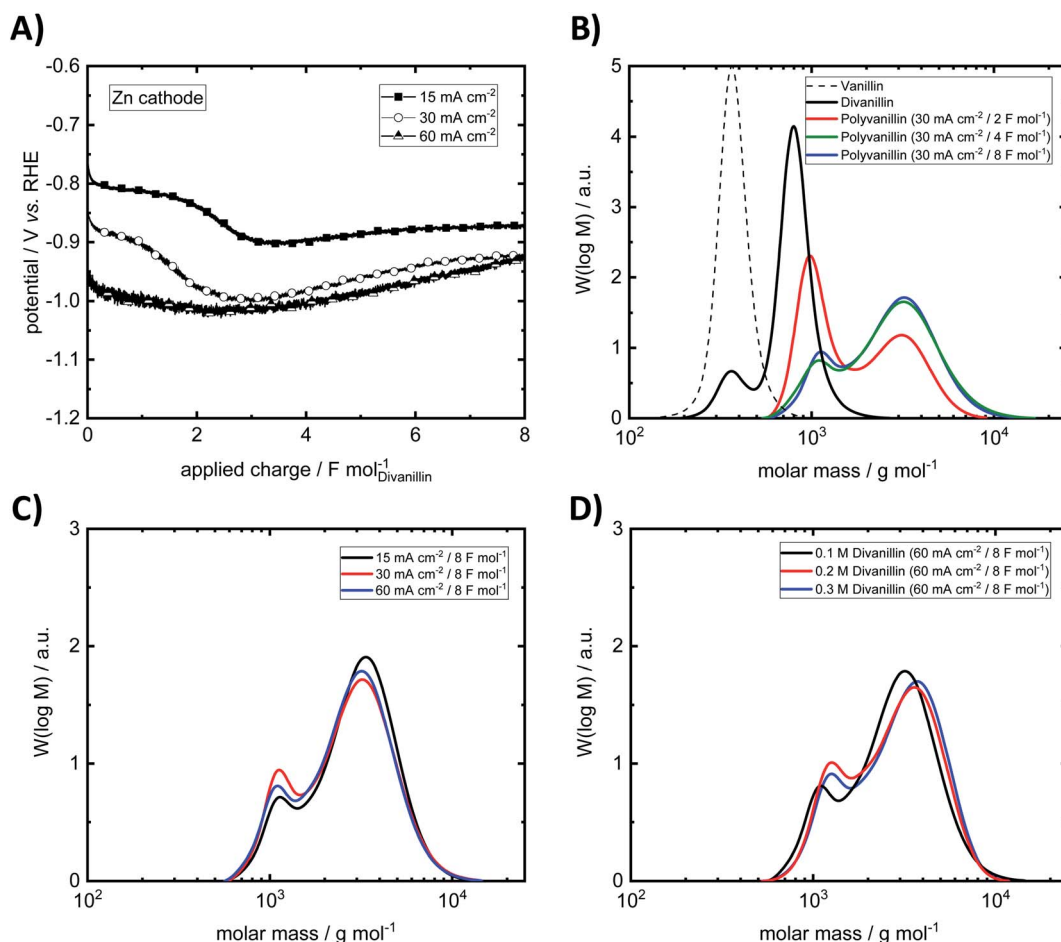 A)
-0.6
-0.7
-0.8
-0.9
-1.0
-1.1
-1.2
potential / V vs. RHE
Zn cathode
15 mA cm⁻²
30 mA cm⁻²
60 mA cm⁻²
0 2 4 6 8
applied charge / F mol⁻¹Divanillin
B)
5
4
3
2
1
0
W(log M) / a.u.
Vanillin
Divanillin
Polyvanillin (30 mA cm⁻² / 2 F mol⁻¹)
Polyvanillin (30 mA cm⁻² / 4 F mol⁻¹)
Polyvanillin (30 mA cm⁻² / 8 F mol⁻¹)
10² 10³ 10⁴
molar mass / g mol⁻¹
C)
3
2
1
0
W(log M) / a.u.
15 mA cm⁻² / 8 F mol⁻¹
30 mA cm⁻² / 8 F mol⁻¹
60 mA cm⁻² / 8 F mol⁻¹
10² 10³ 10⁴
molar mass / g mol⁻¹
D)
3
2
1
0
W(log M) / a.u.
0.1 M Divanillin (60 mA cm⁻² / 8 F mol⁻¹)
0.2 M Divanillin (60 mA cm⁻² / 8 F mol⁻¹)
0.3 M Divanillin (60 mA cm⁻² / 8 F mol⁻¹)
10² 10³ 10⁴
molar mass / g mol⁻¹